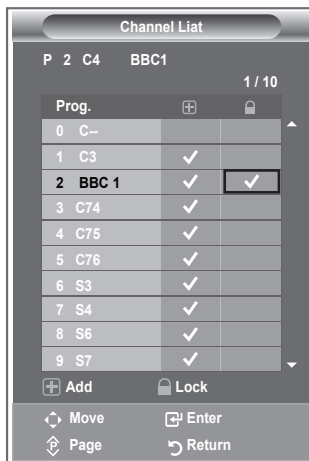 Channel Liat
P 2 C4 BBC1
1 / 10
Prog.
0 C--
1 C3
2 BBC 1
3 C74
4 C75
5 C76
6 S3
7 S4
8 S6
9 S7
Add Lock
Move Enter
P Page Return